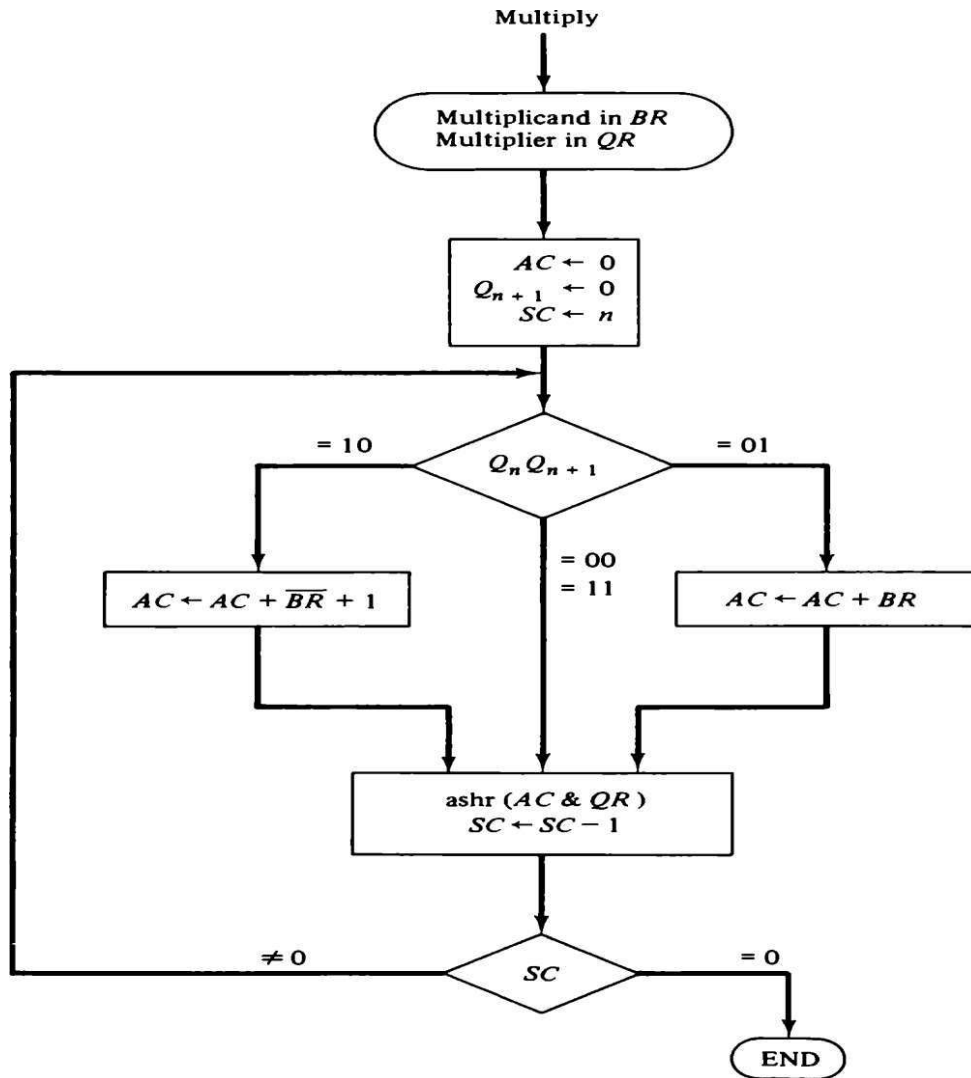 Multiply
Multiplicand in BR
Multiplier in QR
AC ← 0
Qₙ₊₁ ← 0
SC ← n
= 10
QₙQₙ₊₁
= 01
= 00
= 11
AC ← AC + B̅R̅ + 1
AC ← AC + BR
ashr (AC & QR)
SC ← SC − 1
≠ 0
SC
= 0
END